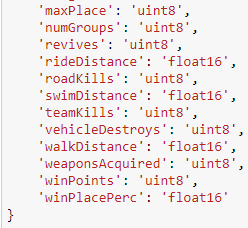 'maxPlace': 'uint8',
'numGroups': 'uint8',
'revives': 'uint8',
'rideDistance': 'float16',
'roadKills': 'uint8',
'swimDistance': 'float16',
'teamKills': 'uint8',
'vehicleDestroys': 'uint8',
'walkDistance': 'float16',
'weaponsAcquired': 'uint8',
'winPoints': 'uint8',
'winPlacePerc': 'float16'
}